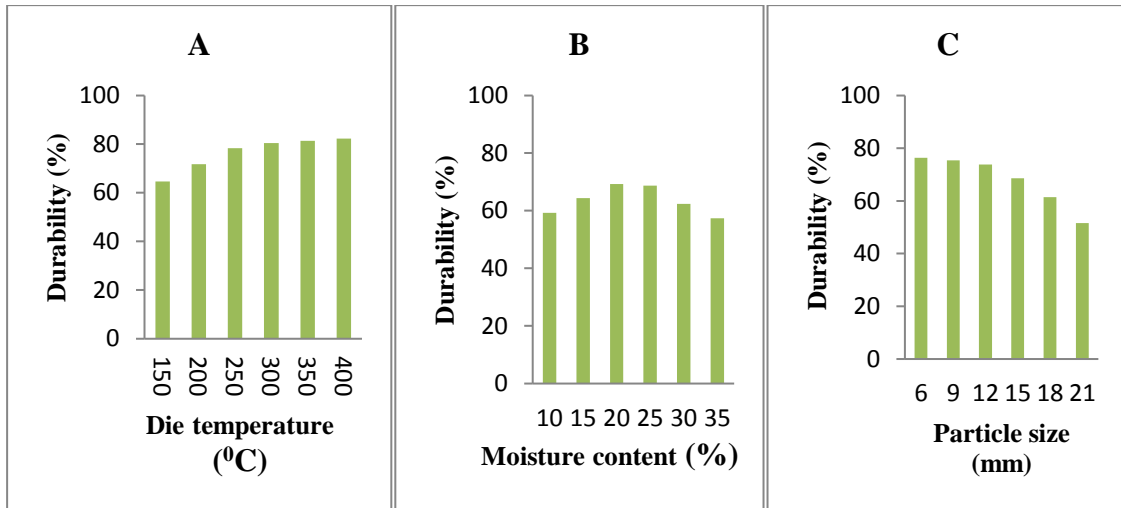 A
Durability (%)
100
80
60
40
20
0
150 200 250 300 350 400
Die temperature
(⁰C)
B
Durability (%)
100
80
60
40
20
0
10 15 20 25 30 35
Moisture content (%)
C
Durability (%)
100
80
60
40
20
0
6 9 12 15 18 21
Particle size
(mm)